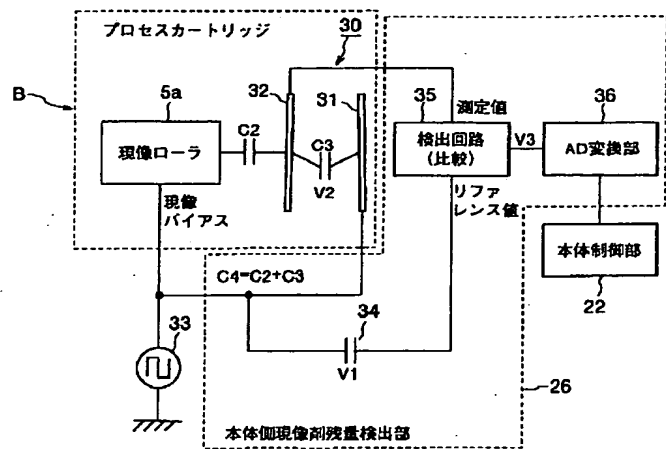 プロセスカートリッジ
30
B
5a
32
31
35
測定値
36
現像ローラ
C2
C3
V2
検出回路
(比較)
V3
AD変換部
現像
バイアス
リファ
レンス値
本体制御部
22
C4=C2+C3
33
34
V1
26
本体側現像剤残量検出部